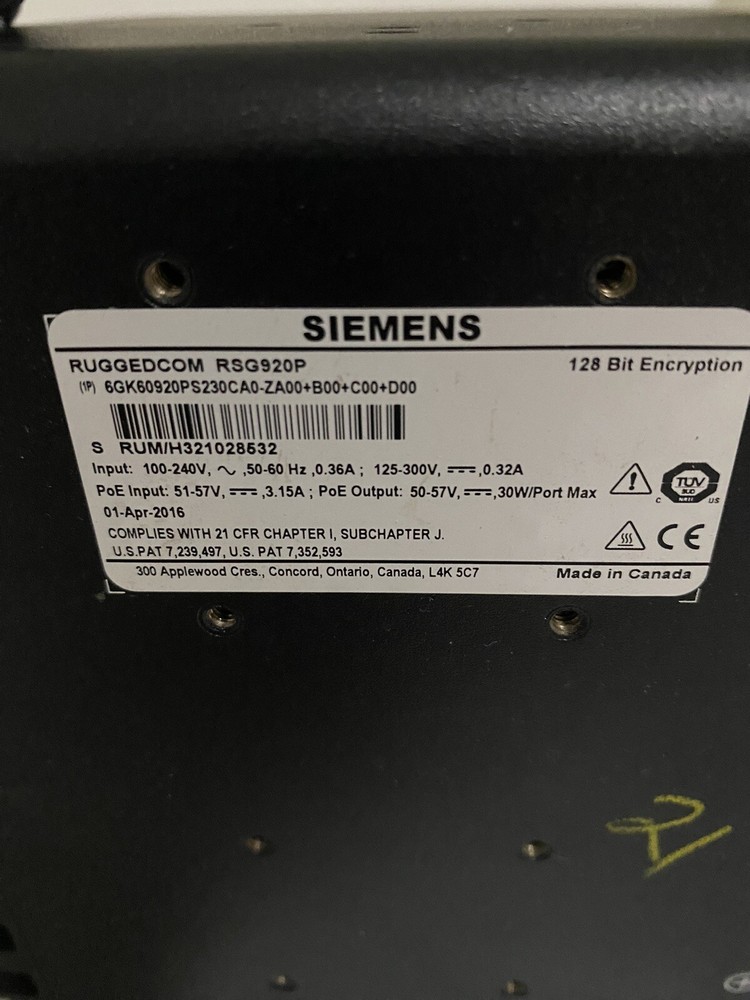 SIEMENS
RUGGEDCOM RSG920P 128 Bit Encryption
(1P) 6GK60920PS230CA0-ZA00+B00+C00+D00
S RUM/H321028532
Input: 100-240V, ～ ,50-60 Hz ,0.36A ; 125-300V, ⎓,0.32A
PoE Input: 51-57V, ⎓,3.15A ; PoE Output: 50-57V,⎓,30W/Port Max
TÜV
C US
01-Apr-2016
COMPLIES WITH 21 CFR CHAPTER I, SUBCHAPTER J.
CE
U.S.PAT 7,239,497, U.S. PAT 7,352,593
300 Applewood Cres., Concord, Ontario, Canada, L4K 5C7 Made in Canada